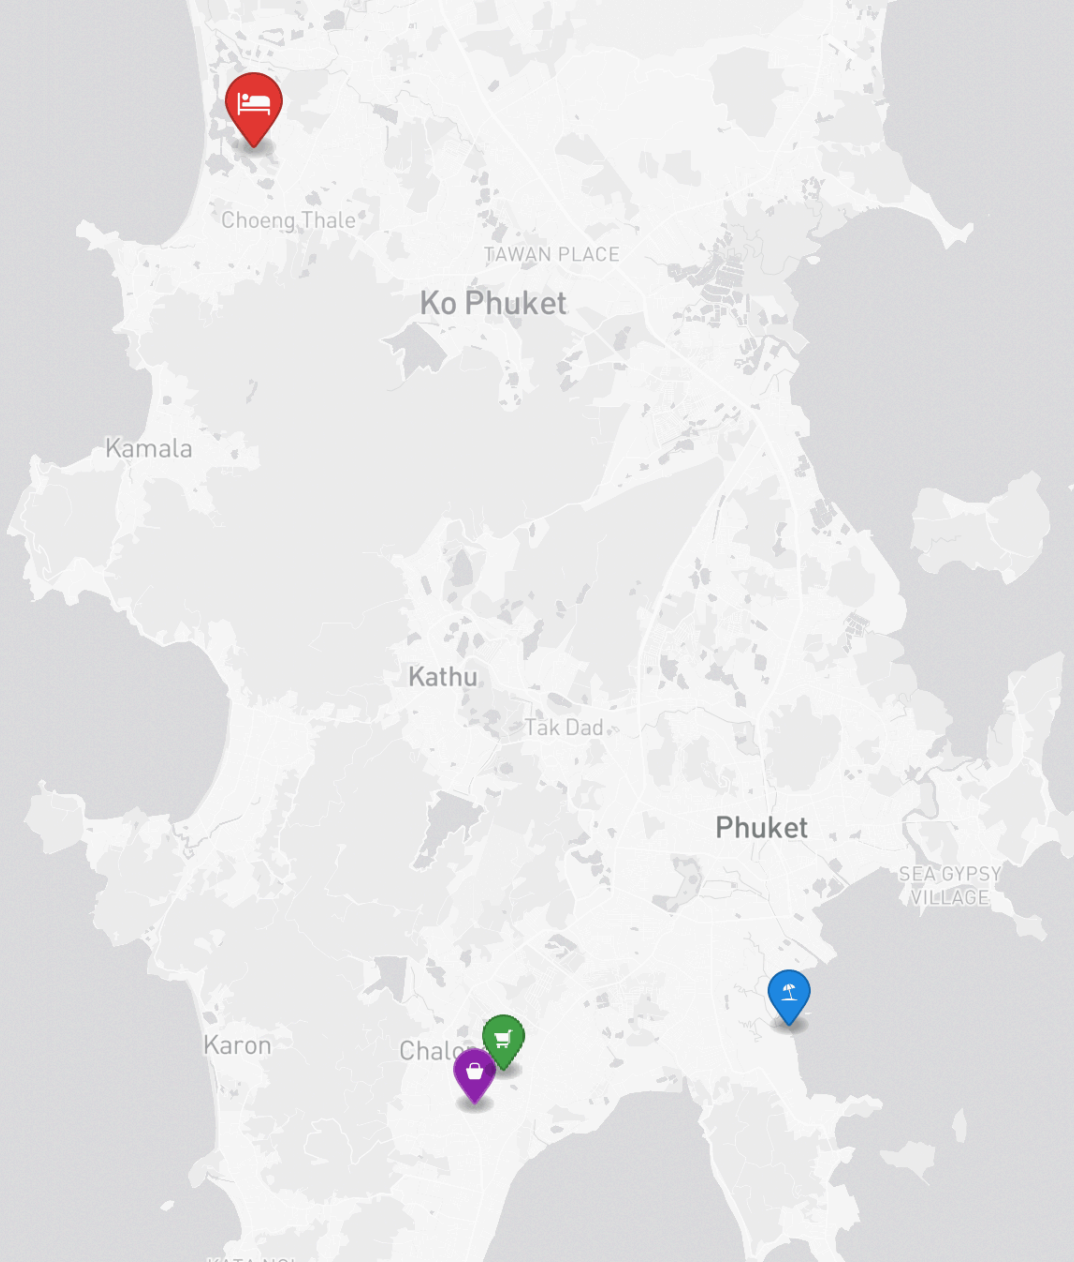 Choeng Thale
TAWAN PLACE
Ko Phuket
Kamala
Kathu
Tak Dad
Phuket
SEA GYPSY
VILLAGE
Karon